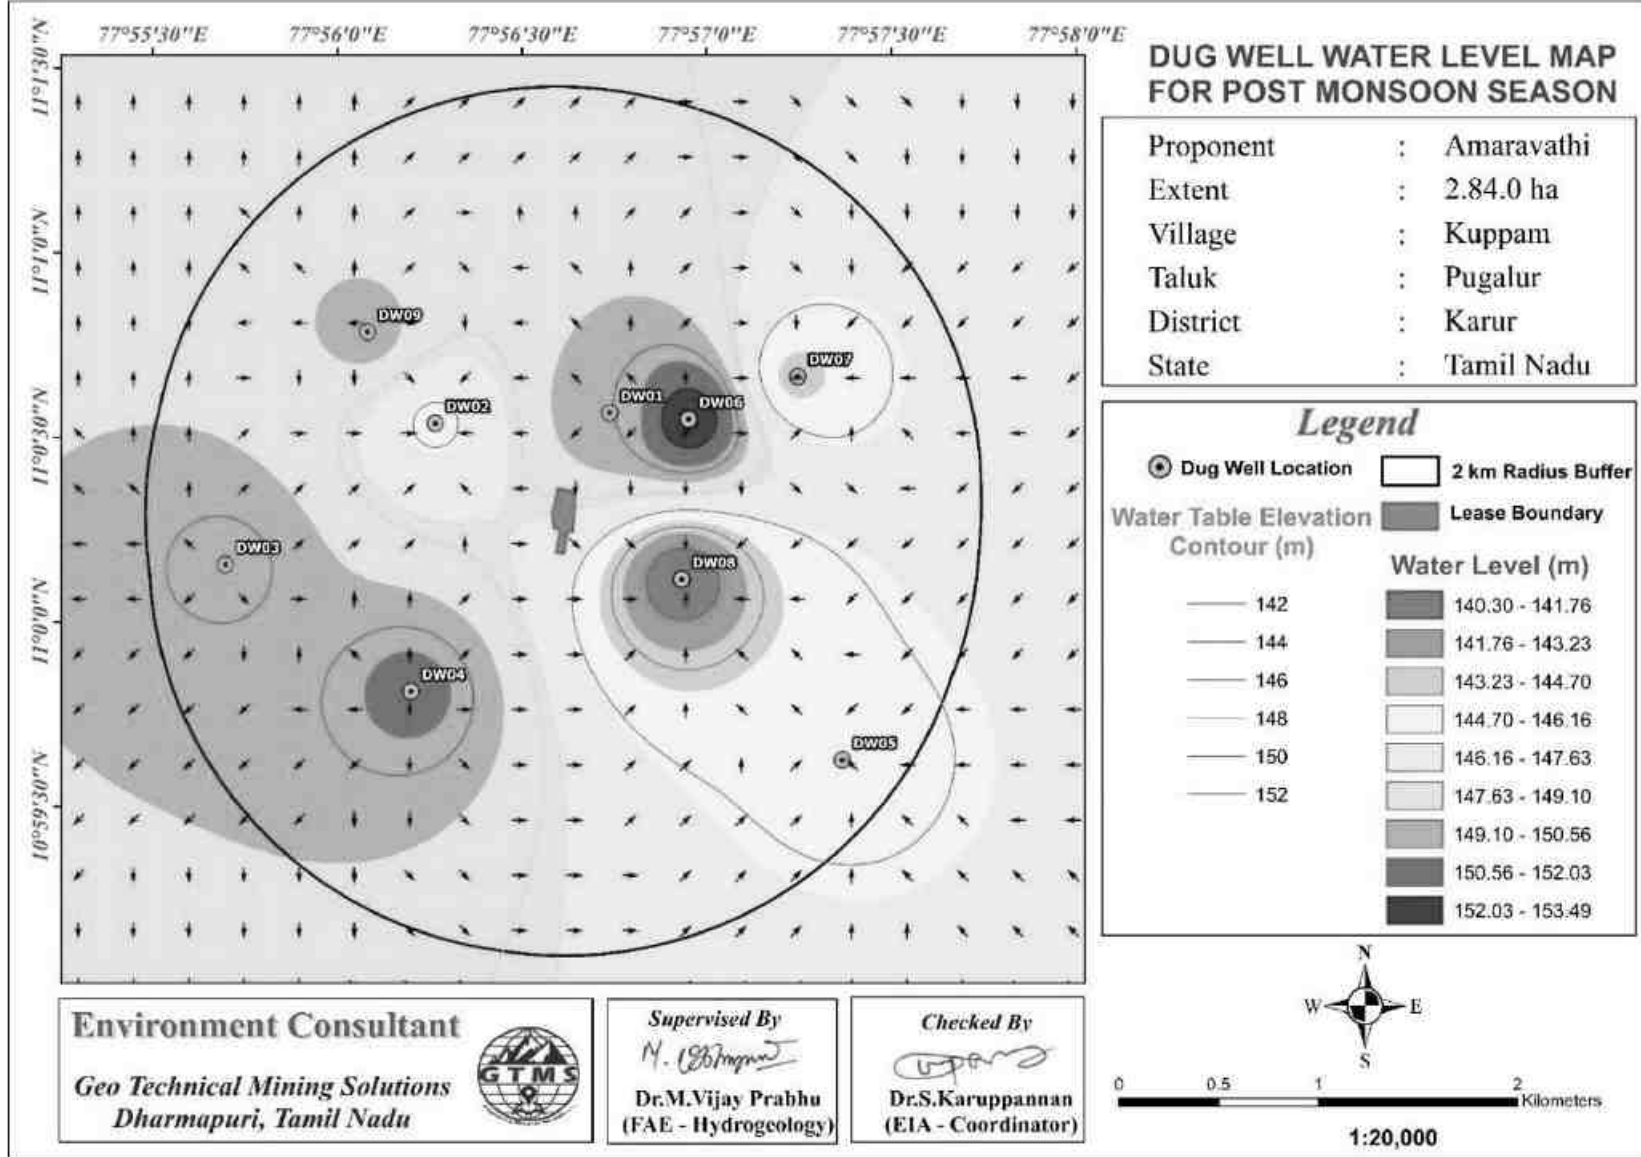 77°55'30"E 77°56'0"E 77°56'30"E 77°57'0"E 77°57'30"E 77°58'0"E
11°1'30"N
11°1'0"N
11°0'30"N
11°0'0"N
10°59'30"N
DW09
DW07
DW01
DW06
DW02
DW03
DW08
DW04
DW05
DUG WELL WATER LEVEL MAP
FOR POST MONSOON SEASON
Proponent : Amaravathi
Extent : 2.84.0 ha
Village : Kuppam
Taluk : Pugalur
District : Karur
State : Tamil Nadu
Legend
Dug Well Location
2 km Radius Buffer
Lease Boundary
Water Table Elevation
Contour (m)
142
144
146
148
150
152
Water Level (m)
140.30 - 141.76
141.76 - 143.23
143.23 - 144.70
144.70 - 146.16
146.16 - 147.63
147.63 - 149.10
149.10 - 150.56
150.56 - 152.03
152.03 - 153.49
N
W E
S
0 0.5 1 2
Kilometers
1:20,000
Environment Consultant
Geo Technical Mining Solutions
Dharmapuri, Tamil Nadu
GTMS
Supervised By
Dr.M.Vijay Prabhu
(FAE - Hydrogeology)
Checked By
Dr.S.Karuppannan
(EIA - Coordinator)